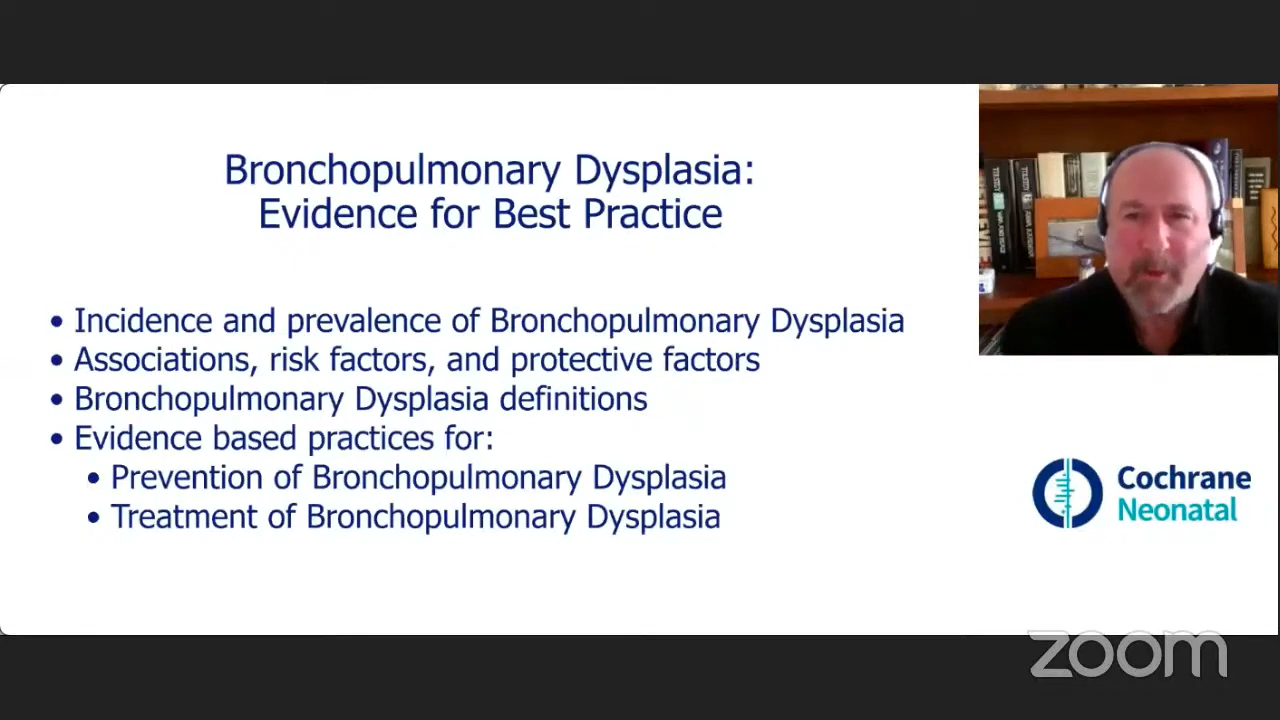 Bronchopulmonary Dysplasia:
Evidence for Best Practice
• Incidence and prevalence of Bronchopulmonary Dysplasia
• Associations, risk factors, and protective factors
• Bronchopulmonary Dysplasia definitions
• Evidence based practices for:
• Prevention of Bronchopulmonary Dysplasia
• Treatment of Bronchopulmonary Dysplasia
Cochrane
Neonatal
zoom